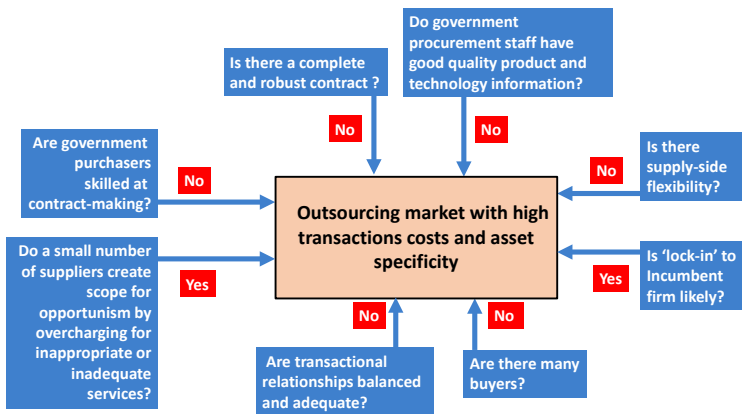 Do government
procurement staff have
good quality product and
technology information?
Is there a complete
and robust contract ?
No
No
Are government
purchasers
skilled at
contract-making?
No
Is there
supply-side
flexibility?
No
Outsourcing market with high
transactions costs and asset
specificity
Do a small number
of suppliers create
scope for
opportunism by
overcharging for
inappropriate or
inadequate
services?
Yes
Is ‘lock-in’ to
Incumbent
firm likely?
Yes
No
No
Are transactional
relationships balanced
and adequate?
Are there many
buyers?